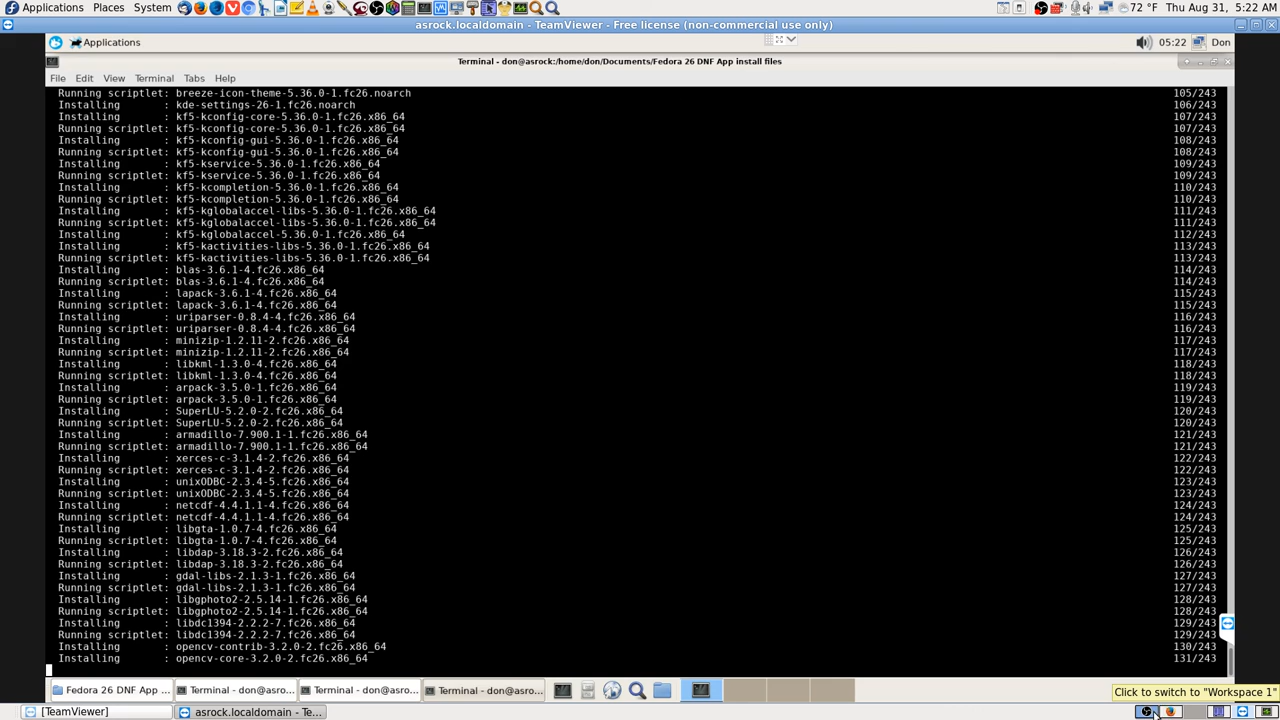 Applications Places System 72 °F Thu Aug 31, 5:22 AM
asrock.localdomain - TeamViewer - Free license (non-commercial use only)
Applications 05:22 Don
Terminal - don@asrock:/home/don/Documents/Fedora 26 DNF App install files
File Edit View Terminal Tabs Help
Running scriptlet: breeze-icon-theme-5.36.0-1.fc26.noarch 105/243
Installing : kde-settings-26-1.fc26.noarch 106/243
Installing : kf5-kconfig-core-5.36.0-1.fc26.x86_64 107/243
Running scriptlet: kf5-kconfig-core-5.36.0-1.fc26.x86_64 107/243
Installing : kf5-kconfig-gui-5.36.0-1.fc26.x86_64 108/243
Running scriptlet: kf5-kconfig-gui-5.36.0-1.fc26.x86_64 108/243
Installing : kf5-kservice-5.36.0-1.fc26.x86_64 109/243
Running scriptlet: kf5-kservice-5.36.0-1.fc26.x86_64 109/243
Installing : kf5-kcompletion-5.36.0-1.fc26.x86_64 110/243
Running scriptlet: kf5-kcompletion-5.36.0-1.fc26.x86_64 110/243
Installing : kf5-kglobalaccel-libs-5.36.0-1.fc26.x86_64 111/243
Running scriptlet: kf5-kglobalaccel-libs-5.36.0-1.fc26.x86_64 111/243
Installing : kf5-kglobalaccel-5.36.0-1.fc26.x86_64 112/243
Installing : kf5-kactivities-libs-5.36.0-1.fc26.x86_64 113/243
Running scriptlet: kf5-kactivities-libs-5.36.0-1.fc26.x86_64 113/243
Installing : blas-3.6.1-4.fc26.x86_64 114/243
Running scriptlet: blas-3.6.1-4.fc26.x86_64 114/243
Installing : lapack-3.6.1-4.fc26.x86_64 115/243
Running scriptlet: lapack-3.6.1-4.fc26.x86_64 115/243
Installing : uriparser-0.8.4-4.fc26.x86_64 116/243
Running scriptlet: uriparser-0.8.4-4.fc26.x86_64 116/243
Installing : minizip-1.2.11-2.fc26.x86_64 117/243
Running scriptlet: minizip-1.2.11-2.fc26.x86_64 117/243
Installing : libkml-1.3.0-4.fc26.x86_64 118/243
Running scriptlet: libkml-1.3.0-4.fc26.x86_64 118/243
Installing : arpack-3.5.0-1.fc26.x86_64 119/243
Running scriptlet: arpack-3.5.0-1.fc26.x86_64 119/243
Installing : SuperLU-5.2.0-2.fc26.x86_64 120/243
Running scriptlet: SuperLU-5.2.0-2.fc26.x86_64 120/243
Installing : armadillo-7.900.1-1.fc26.x86_64 121/243
Running scriptlet: armadillo-7.900.1-1.fc26.x86_64 121/243
Installing : xerces-c-3.1.4-2.fc26.x86_64 122/243
Running scriptlet: xerces-c-3.1.4-2.fc26.x86_64 122/243
Installing : unixODBC-2.3.4-5.fc26.x86_64 123/243
Running scriptlet: unixODBC-2.3.4-5.fc26.x86_64 123/243
Installing : netcdf-4.4.1.1-4.fc26.x86_64 124/243
Running scriptlet: netcdf-4.4.1.1-4.fc26.x86_64 124/243
Installing : libgta-1.0.7-4.fc26.x86_64 125/243
Running scriptlet: libgta-1.0.7-4.fc26.x86_64 125/243
Installing : libdap-3.18.3-2.fc26.x86_64 126/243
Running scriptlet: libdap-3.18.3-2.fc26.x86_64 126/243
Installing : gdal-libs-2.1.3-1.fc26.x86_64 127/243
Running scriptlet: gdal-libs-2.1.3-1.fc26.x86_64 127/243
Installing : libgphoto2-2.5.14-1.fc26.x86_64 128/243
Running scriptlet: libgphoto2-2.5.14-1.fc26.x86_64 128/243
Installing : libdc1394-2.2.2-7.fc26.x86_64 129/243
Running scriptlet: libdc1394-2.2.2-7.fc26.x86_64 129/243
Installing : opencv-contrib-3.2.0-2.fc26.x86_64 130/243
Installing : opencv-core-3.2.0-2.fc26.x86_64 131/243
Fedora 26 DNF App ... Terminal - don@asro... Terminal - don@asro... Terminal - don@asro...
Click to switch to "Workspace 1"
[TeamViewer] asrock.localdomain - Te...